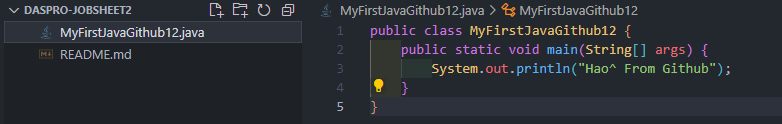 DASPRO-JOBSHEET2
MyFirstJavaGithub12.java
README.md
MyFirstJavaGithub12.java > MyFirstJavaGithub12
1 public class MyFirstJavaGithub12 {
2 public static void main(String[] args) {
3 System.out.println("Hao^ From Github");
4 }
5 }